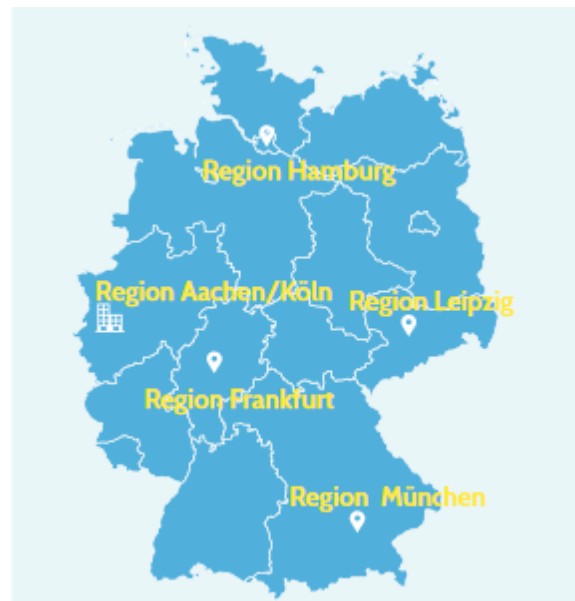 Region Hamburg
Region Aachen/Köln
Region Leipzig
Region Frankfurt
Region München